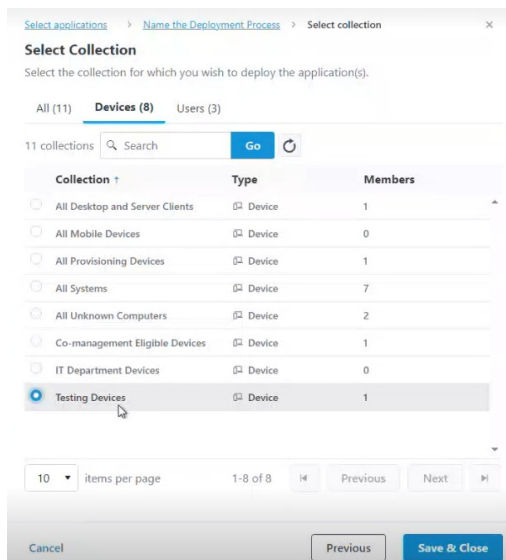 Select applications > Name the Deployment Process > Select collection ×
Select Collection
Select the collection for which you wish to deploy the application(s).
All (11) Devices (8) Users (3)
11 collections Search Go
Collection ↑ Type Members
All Desktop and Server Clients Device 1
All Mobile Devices Device 0
All Provisioning Devices Device 1
All Systems Device 7
All Unknown Computers Device 2
Co-management Eligible Devices Device 1
IT Department Devices Device 0
Testing Devices Device 1
10 items per page 1-8 of 8 Previous Next
Cancel Previous Save & Close